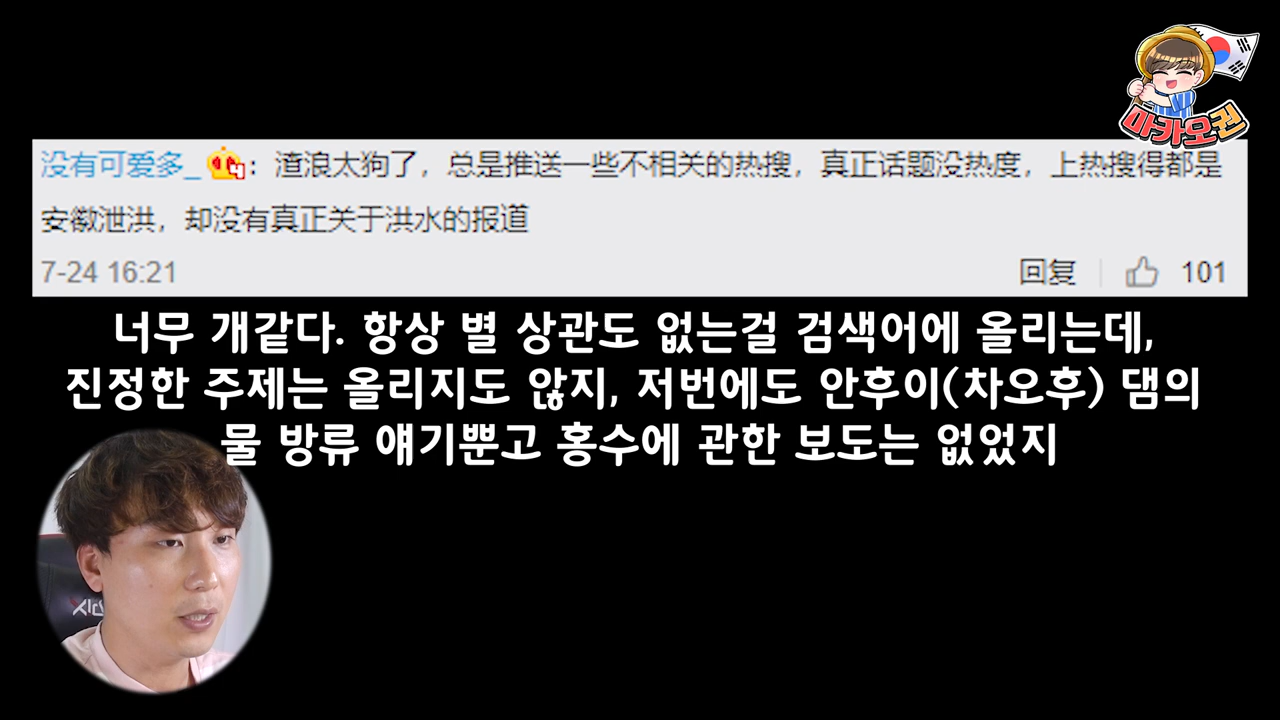 마카오권
没有可爱多_：渣浪太狗了，总是推送一些不相关的热搜，真正话题没热度，上热搜得都是
安徽泄洪，却没有真正关于洪水的报道
7-24 16:21 回复 101
너무 개같다. 항상 별 상관도 없는걸 검색어에 올리는데,
진정한 주제는 올리지도 않지, 저번에도 안후이(차오후) 댐의
물 방류 얘기뿐고 홍수에 관한 보도는 없었지